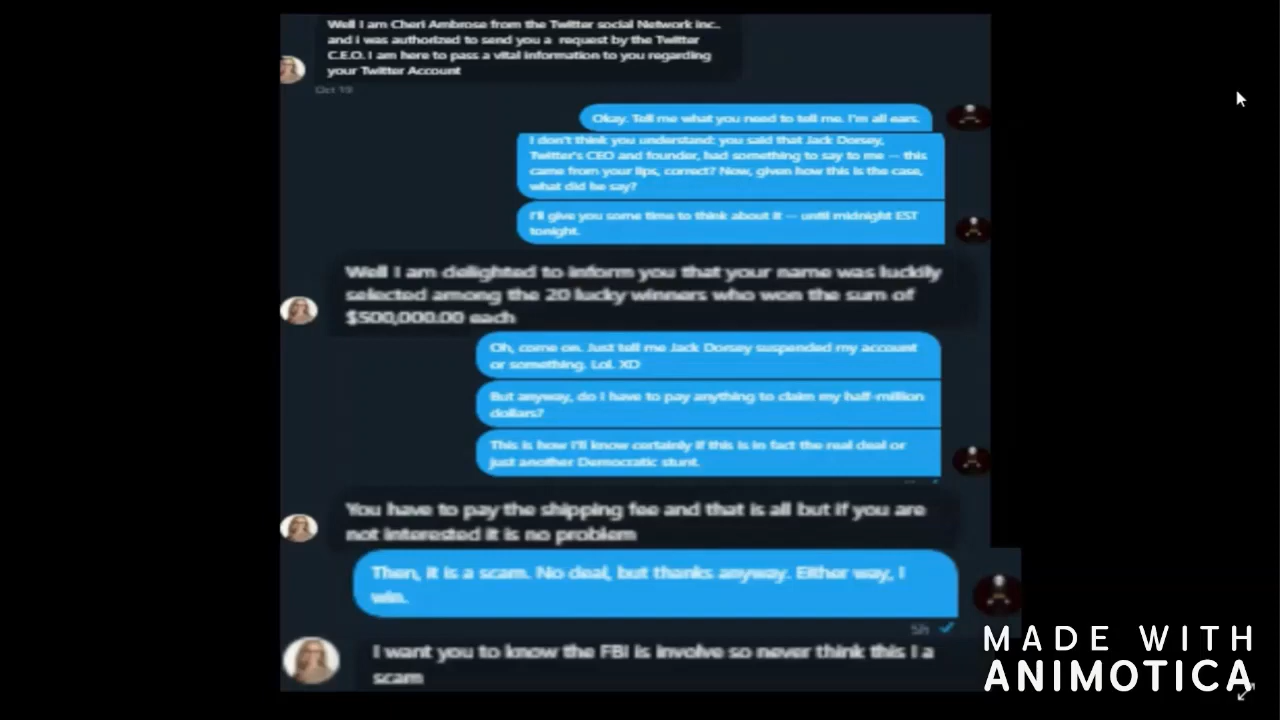 Well I am Cheri Ambrose from the Twitter social Network inc..
and i was authorized to send you a request by the Twitter
C.E.O. I am here to pass a vital information to you regarding
your Twitter Account
Oct 19
Okay. Tell me what you need to tell me. I'm all ears.
I don't think you understand: you said that Jack Dorsey,
Twitter's CEO and founder, had something to say to me — this
came from your lips, correct? Now, given how this is the case,
what did he say?
I'll give you some time to think about it — until midnight EST
tonight.
Well I am delighted to inform you that your name was luckily
selected among the 20 lucky winners who won the sum of
$500,000.00 each
Oh, come on. Just tell me Jack Dorsey suspended my account
or something. Lol. XD
But anyway, do I have to pay anything to claim my half-million
dollars?
This is how I'll know certainly if this is in fact the real deal or
just another Democratic stunt.
You have to pay the shipping fee and that is all but if you are
not interested it is no problem
Then, it is a scam. No deal, but thanks anyway. Either way, I
win.
5h
I want you to know the FBI is involve so never think this I a
scam
MADE WITH
ANIMOTICA